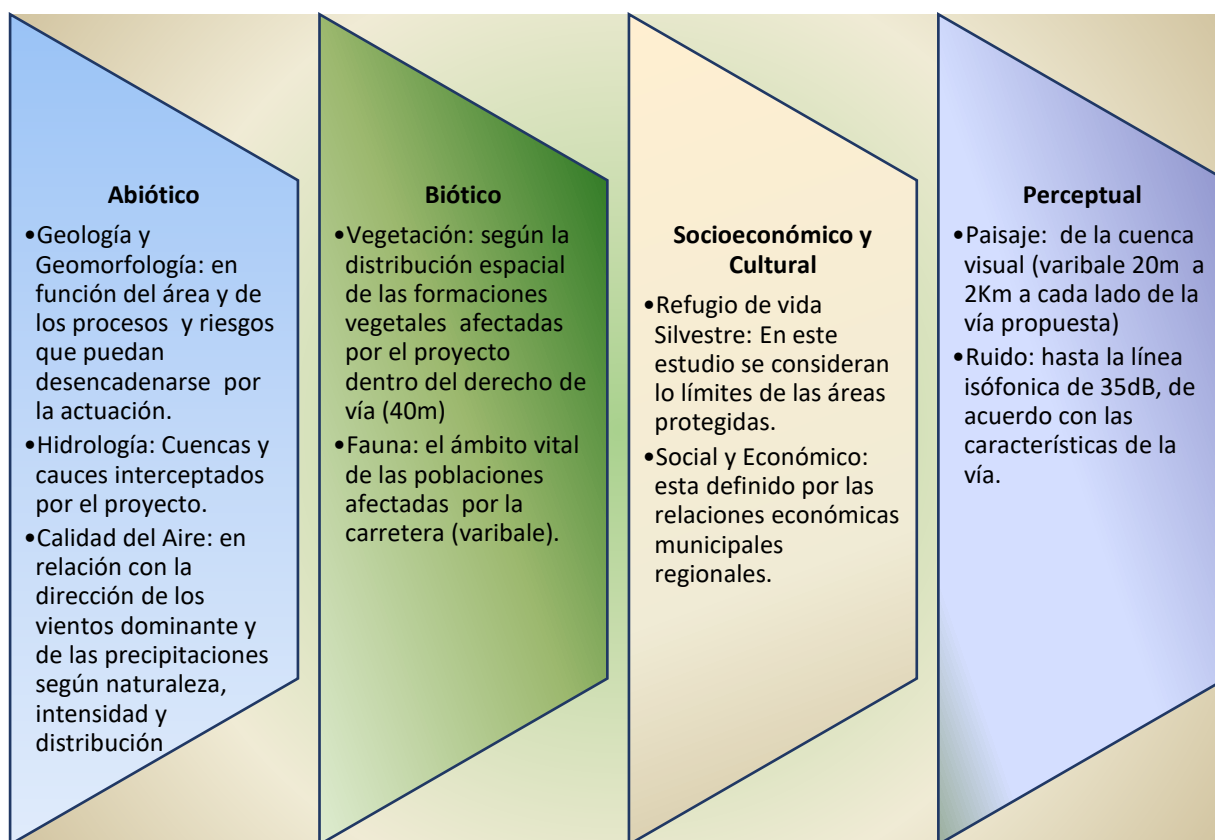 Abiótico
•Geología y
Geomorfología: en
función del área y de
los procesos y riesgos
que puedan
desencadenarse por
la actuación.
•Hidrología: Cuencas y
cauces interceptados
por el proyecto.
•Calidad del Aire: en
relación con la
dirección de los
vientos dominante y
de las precipitaciones
según naturaleza,
intensidad y
distribución
Biótico
•Vegetación: según la
distribución espacial
de las formaciones
vegetales afectadas
por el proyecto
dentro del derecho de
vía (40m)
•Fauna: el ámbito vital
de las poblaciones
afectadas por la
carretera (varibale).
Socioeconómico y
Cultural
•Refugio de vida
Silvestre: En este
estudio se consideran
lo límites de las áreas
protegidas.
•Social y Económico:
esta definido por las
relaciones económicas
municipales
regionales.
Perceptual
•Paisaje: de la cuenca
visual (varibale 20m a
2Km a cada lado de la
vía propuesta)
•Ruido: hasta la línea
isófonica de 35dB, de
acuerdo con las
características de la
vía.